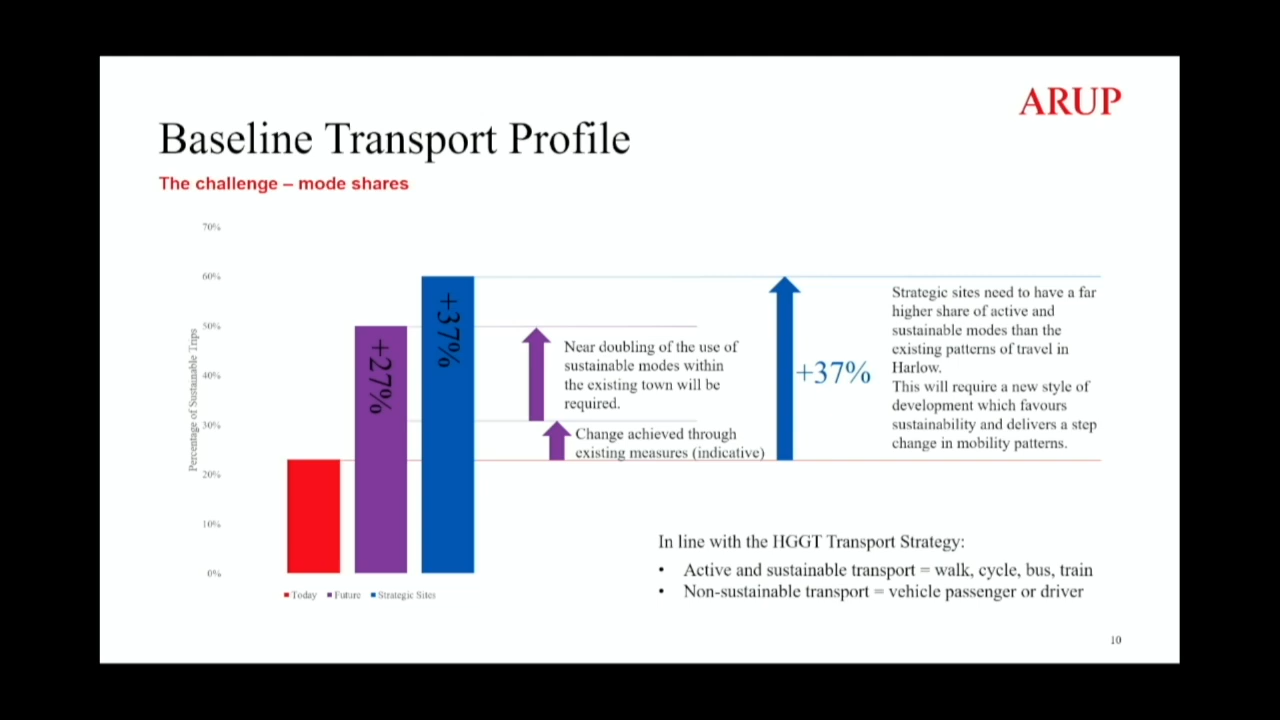 ARUP
Baseline Transport Profile
The challenge – mode shares
70%
60%
50%
40%
30%
20%
10%
0%
Percentage of Sustainable Trips
+27%
+37%
Today
Future
Strategic Sites
Near doubling of the use of
sustainable modes within
the existing town will be
required.
Change achieved through
existing measures (indicative)
+37%
Strategic sites need to have a far
higher share of active and
sustainable modes than the
existing patterns of travel in
Harlow.
This will require a new style of
development which favours
sustainability and delivers a step
change in mobility patterns.
In line with the HGGT Transport Strategy:
• Active and sustainable transport = walk, cycle, bus, train
• Non-sustainable transport = vehicle passenger or driver
10